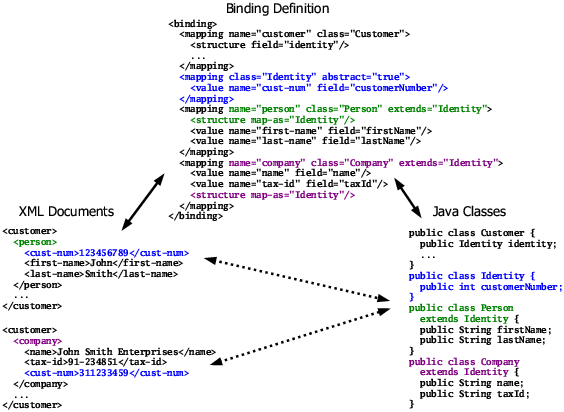 Binding Definition
<binding>
  <mapping name="customer" class="Customer">
    <structure field="identity"/>
    ...
  </mapping>
  <mapping class="Identity" abstract="true">
    <value name="cust-num" field="customerNumber"/>
  </mapping>
  <mapping name="person" class="Person" extends="Identity">
    <structure map-as="Identity"/>
    <value name="first-name" field="firstName"/>
    <value name="last-name" field="lastName"/>
  </mapping>
  <mapping name="company" class="Company" extends="Identity">
    <value name="name" field="name"/>
    <value name="tax-id" field="taxId"/>
    <structure map-as="Identity"/>
  </mapping>
</binding>
XML Documents
<customer>
  <person>
    <cust-num>123456789</cust-num>
    <first-name>John</first-name>
    <last-name>Smith</last-name>
  </person>
  ...
</customer>
<customer>
  <company>
    <name>John Smith Enterprises</name>
    <tax-id>91-234851</tax-id>
    <cust-num>311233459</cust-num>
  </company>
  ...
</customer>
Java Classes
public class Customer {
  public Identity identity;
  ...
}
public class Identity {
  public int customerNumber;
}
public class Person
  extends Identity {
  public String firstName;
  public String lastName;
}
public class Company
  extends Identity {
  public String name;
  public String taxId;
}